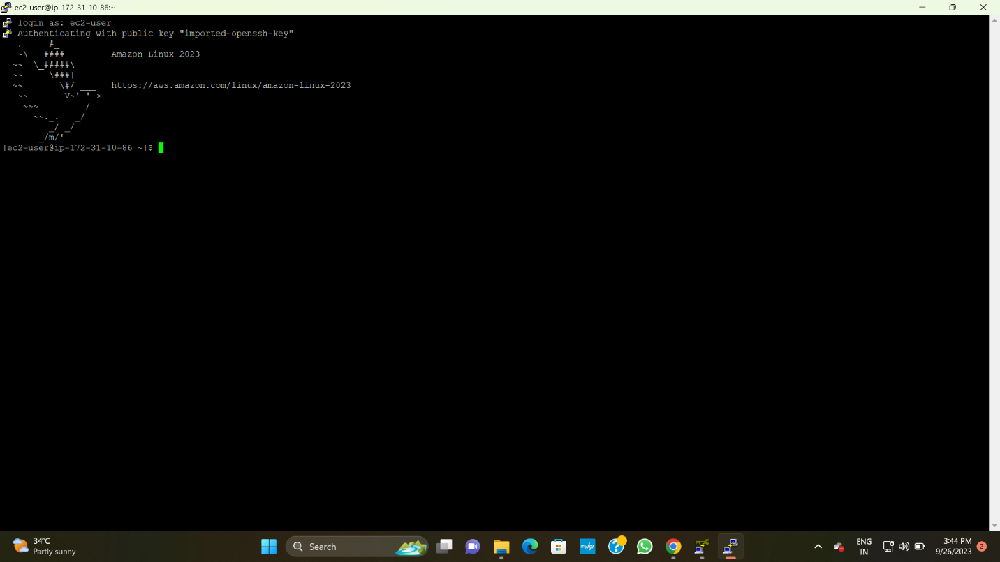 ec2-user@ip-172-31-10-86:~
login as: ec2-user
Authenticating with public key "imported-openssh-key"
   ,     #_
   ~\_  ####_        Amazon Linux 2023
  ~~  \_#####\
  ~~     \###|
  ~~       \#/ ___   https://aws.amazon.com/linux/amazon-linux-2023
   ~~       V~' '->
    ~~~         /
      ~~._.   _/
         _/ _/
       _/m/'
[ec2-user@ip-172-31-10-86 ~]$
34°C
Partly sunny
Search
myhp
ENG
IN
3:44 PM
9/26/2023
2